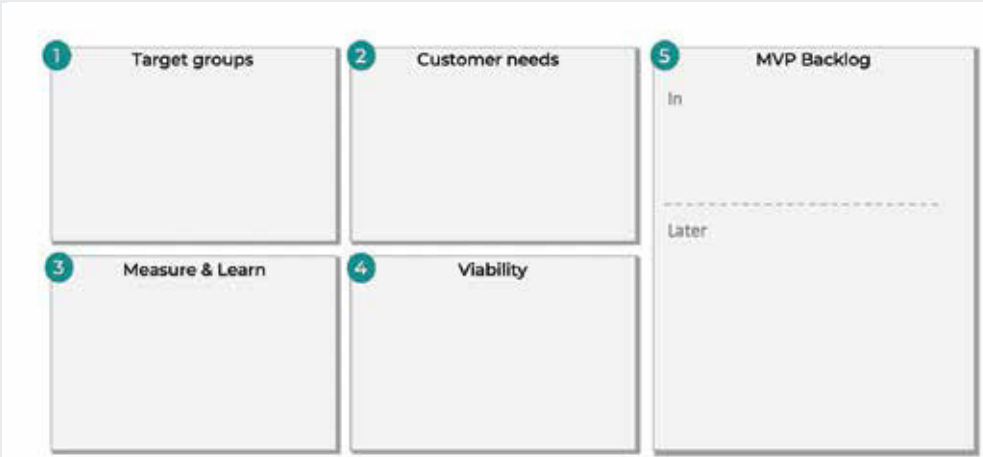 1 Target groups
2 Customer needs
5 MVP Backlog
In
Later
3 Measure & Learn
4 Viability